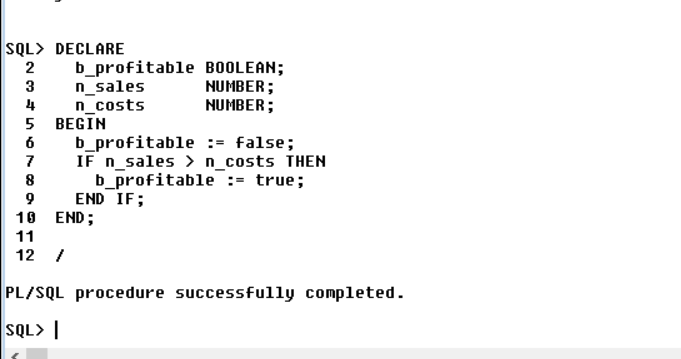 SQL> DECLARE
  2    b_profitable BOOLEAN;
  3    n_sales      NUMBER;
  4    n_costs      NUMBER;
  5  BEGIN
  6    b_profitable := false;
  7    IF n_sales > n_costs THEN
  8      b_profitable := true;
  9    END IF;
 10  END;
 11
 12  /
PL/SQL procedure successfully completed.
SQL>